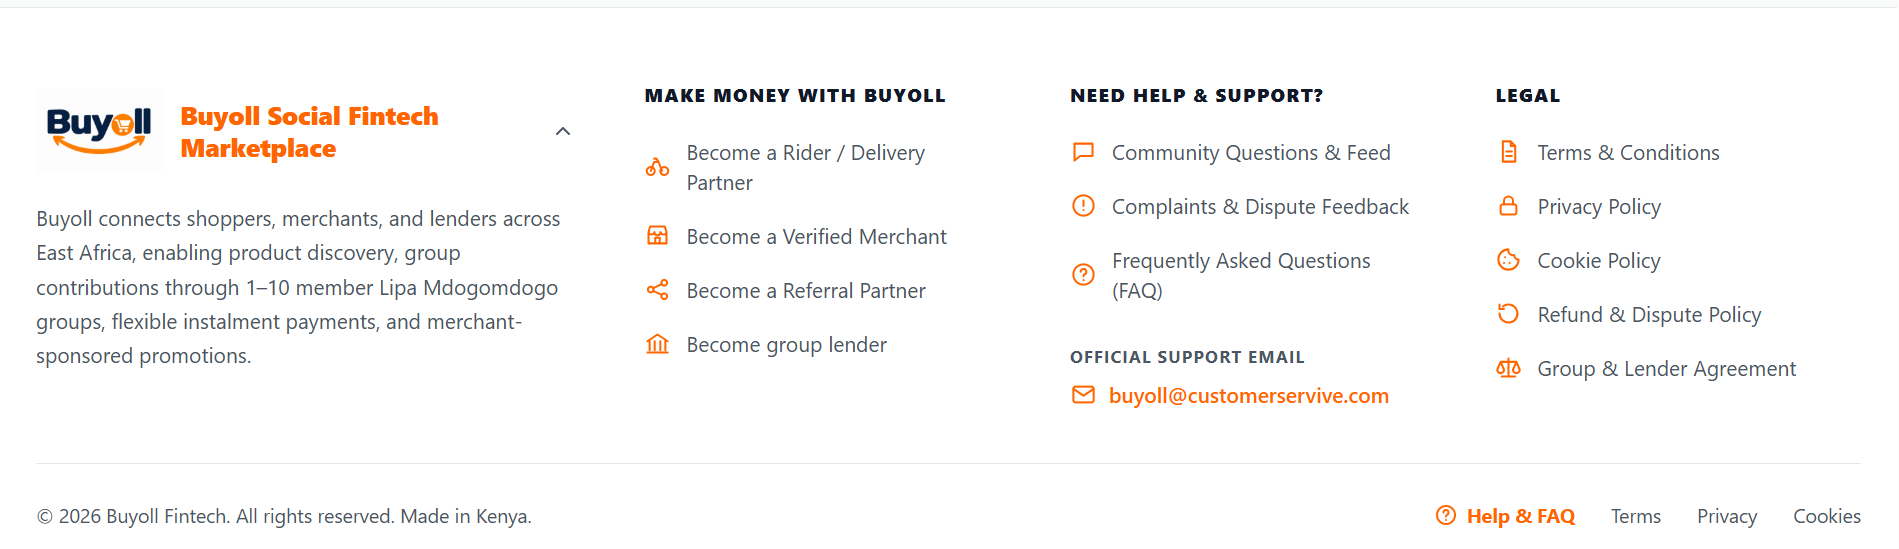 Buyoll
Buyoll Social Fintech
Marketplace
Buyoll connects shoppers, merchants, and lenders across
East Africa, enabling product discovery, group
contributions through 1–10 member Lipa Mdogomdogo
groups, flexible instalment payments, and merchant-
sponsored promotions.
MAKE MONEY WITH BUYOLL
Become a Rider / Delivery
Partner
Become a Verified Merchant
Become a Referral Partner
Become group lender
NEED HELP & SUPPORT?
Community Questions & Feed
Complaints & Dispute Feedback
Frequently Asked Questions
(FAQ)
OFFICIAL SUPPORT EMAIL
buyoll@customerservive.com
LEGAL
Terms & Conditions
Privacy Policy
Cookie Policy
Refund & Dispute Policy
Group & Lender Agreement
© 2026 Buyoll Fintech. All rights reserved. Made in Kenya.
Help & FAQ
Terms
Privacy
Cookies